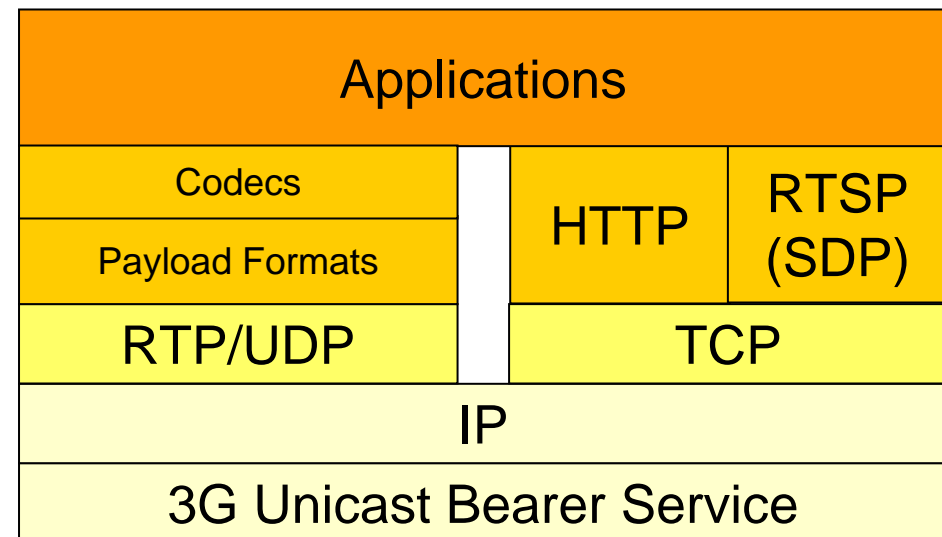 Applications
Codecs
Payload Formats
HTTP
RTSP
(SDP)
RTP/UDP
TCP
IP
3G Unicast Bearer Service